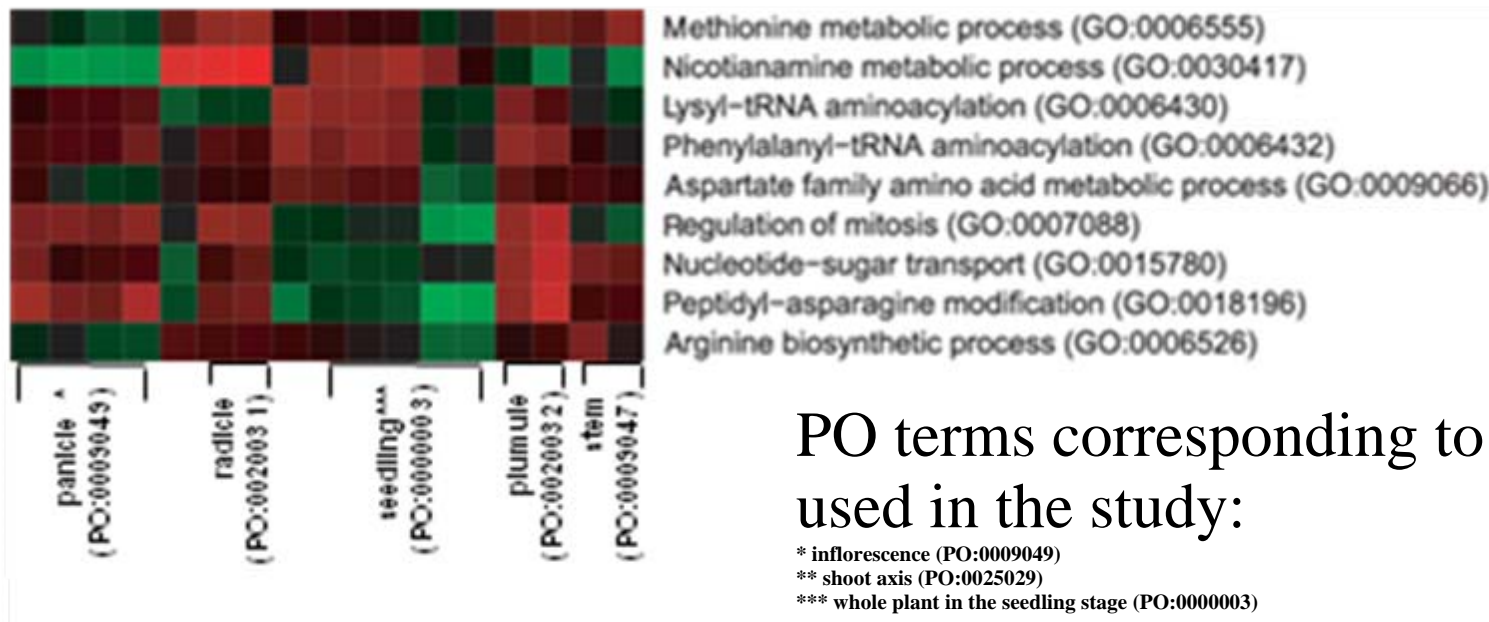 Methionine metabolic process (GO:0006555)
Nicotianamine metabolic process (GO:0030417)
Lysyl-tRNA aminoacylation (GO:0006430)
Phenylalanyl-tRNA aminoacylation (GO:0006432)
Aspartate family amino acid metabolic process (GO:0009066)
Regulation of mitosis (GO:0007088)
Nucleotide-sugar transport (GO:0015780)
Peptidyl-asparagine modification (GO:0018196)
Arginine biosynthetic process (GO:0006526)
panicle *
(PO:0009049)
radicle
(PO:0020031)
seedling***
(PO:0000003)
plumule
(PO:0020032)
stem
(PO:0009047)
PO terms corresponding to
used in the study:
* inflorescence (PO:0009049)
** shoot axis (PO:0025029)
*** whole plant in the seedling stage (PO:0000003)